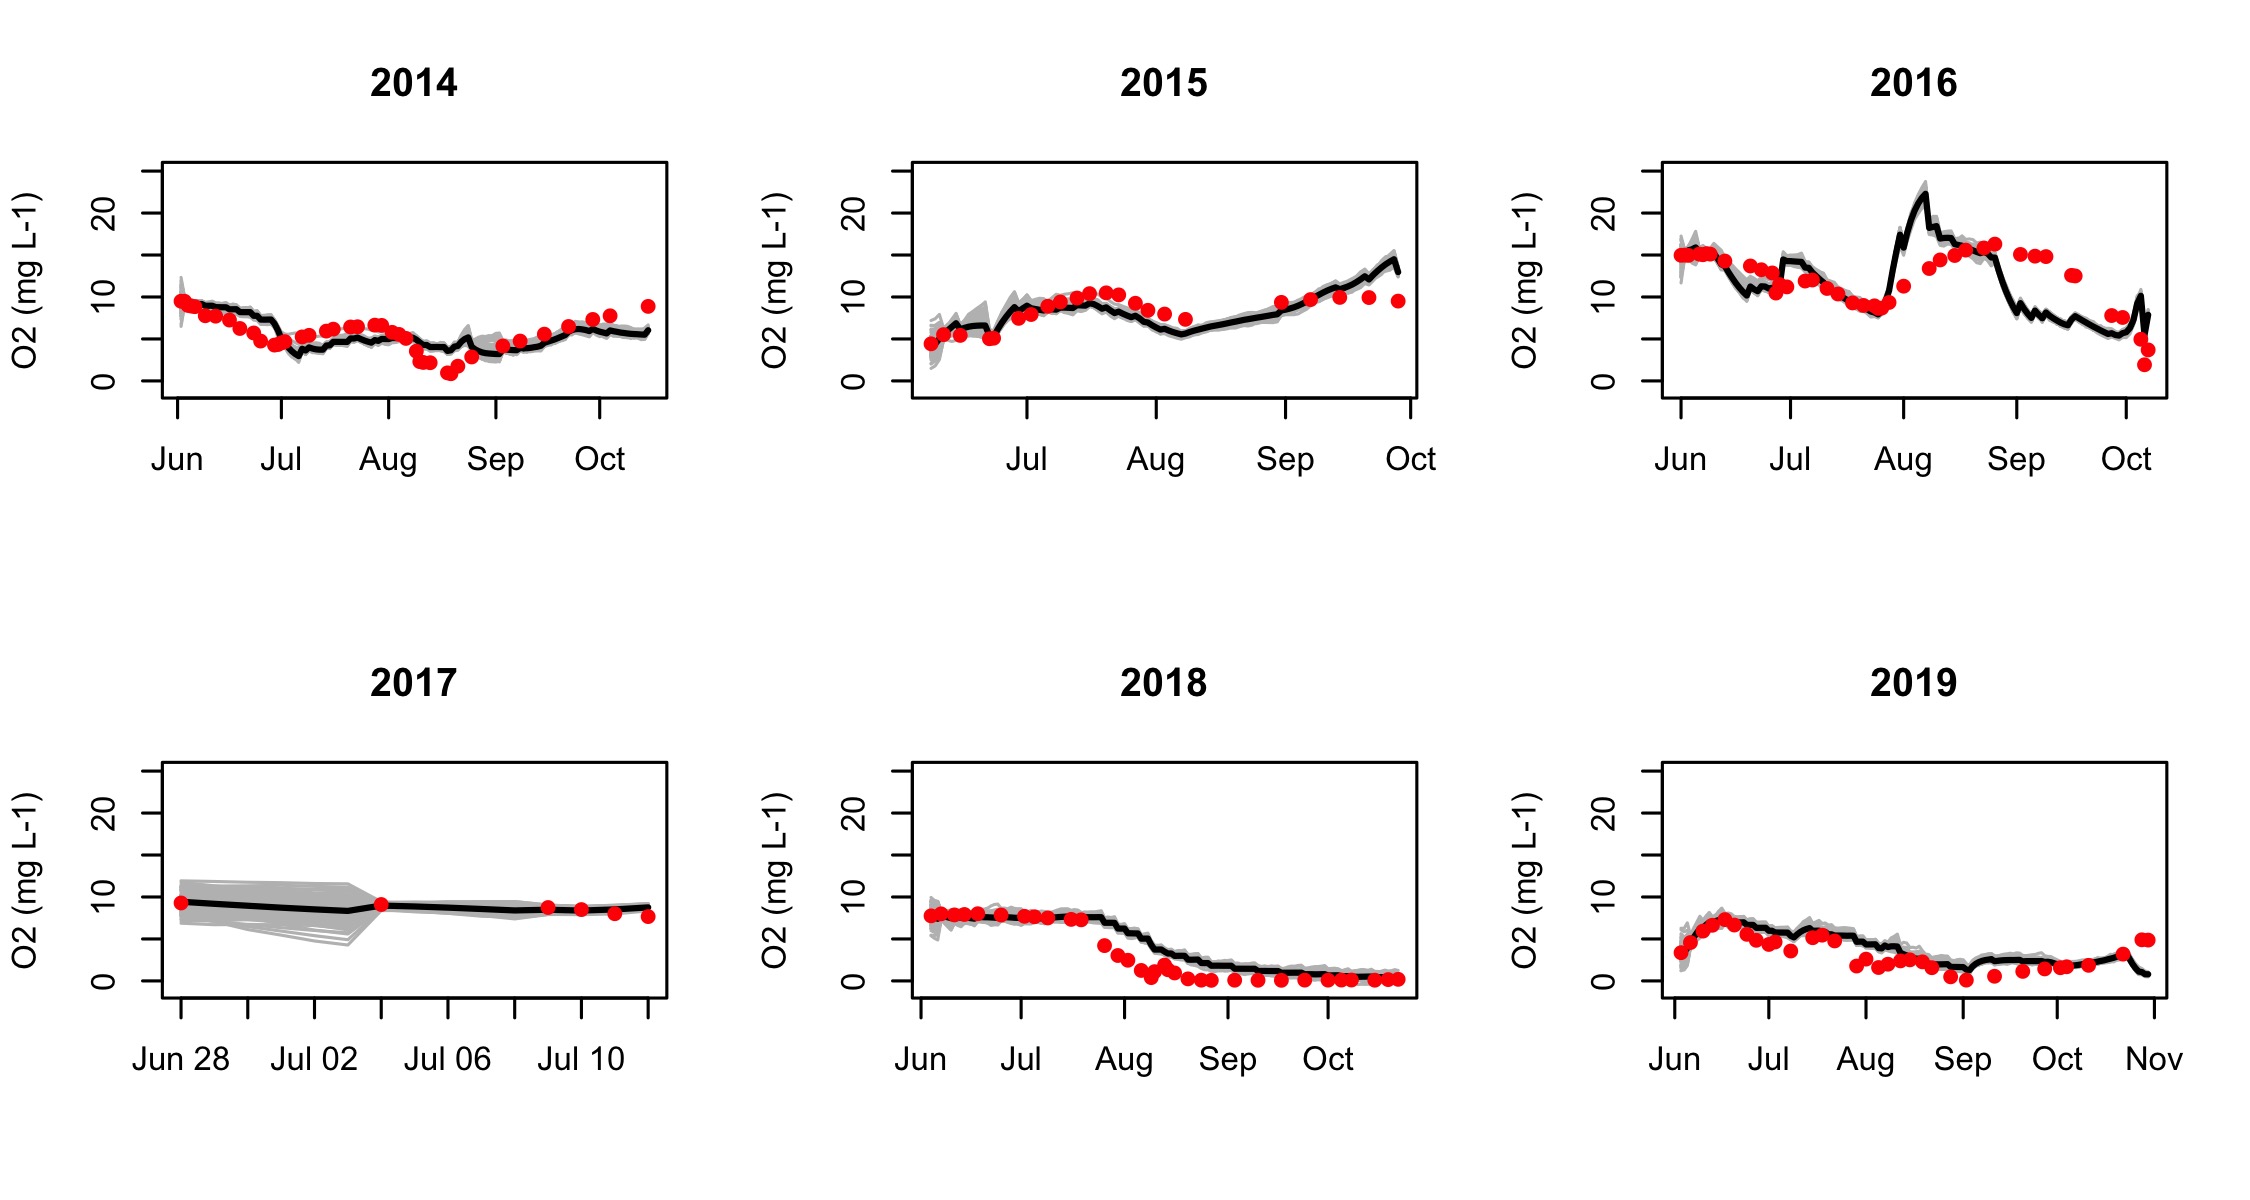 2014
O2 (mg L-1)
0 10 20
Jun Jul Aug Sep Oct
2015
O2 (mg L-1)
0 10 20
Jul Aug Sep Oct
2016
O2 (mg L-1)
0 10 20
Jun Jul Aug Sep Oct
2017
O2 (mg L-1)
0 10 20
Jun 28 Jul 02 Jul 06 Jul 10
2018
O2 (mg L-1)
0 10 20
Jun Jul Aug Sep Oct
2019
O2 (mg L-1)
0 10 20
Jun Jul Aug Sep Oct Nov